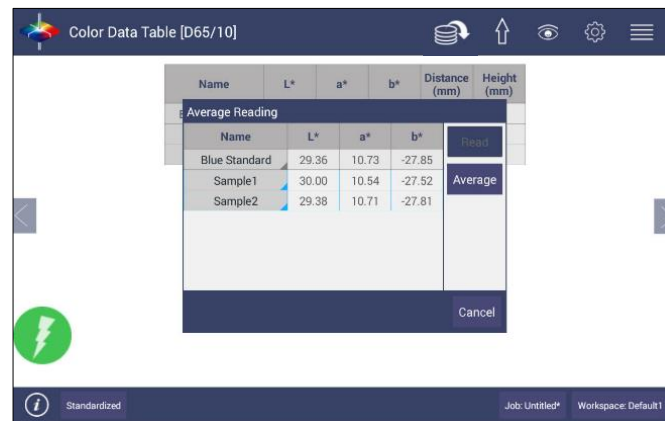 Color Data Table [D65/10]
Name L* a* b* Distance (mm) Height (mm)
Average Reading
Name L* a* b*
Read
Blue Standard 29.36 10.73 -27.85
Sample1 30.00 10.54 -27.52
Average
Sample2 29.38 10.71 -27.81
Cancel
i Standardized Job: Untitled* Workspace: Default1